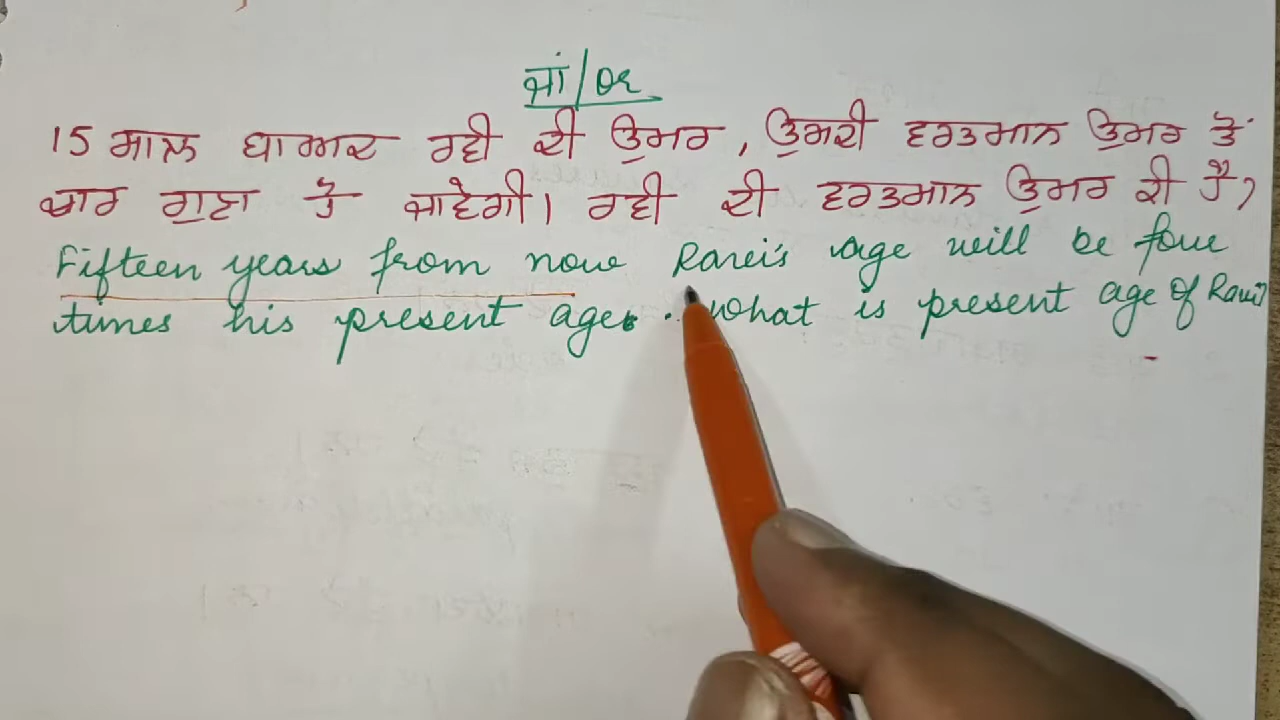 ਜਾਂ/or
15 ਸਾਲ ਬਾਅਦ ਰਵੀ ਦੀ ਉਮਰ, ਉਸਦੀ ਵਰਤਮਾਨ ਉਮਰ ਤੋਂ
ਚਾਰ ਗੁਣਾ ਹੋ ਜਾਵੇਗੀ। ਰਵੀ ਦੀ ਵਰਤਮਾਨ ਉਮਰ ਕੀ ਹੈ?
Fifteen years from now Ravi's age will be four
times his present age. what is present age of Ravi?